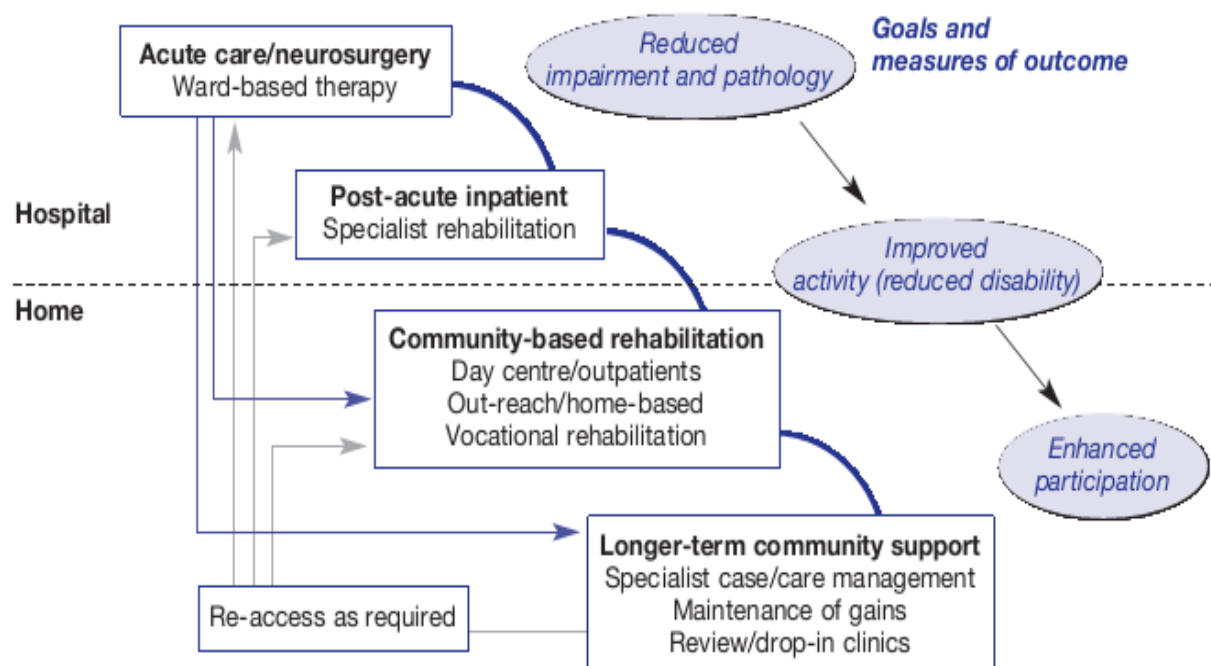 Acute care/neurosurgery
Ward-based therapy
Reduced
impairment and pathology
Goals and
measures of outcome
Hospital
Post-acute inpatient
Specialist rehabilitation
Improved
activity (reduced disability)
Home
Community-based rehabilitation
Day centre/outpatients
Out-reach/home-based
Vocational rehabilitation
Enhanced
participation
Longer-term community support
Specialist case/care management
Maintenance of gains
Review/drop-in clinics
Re-access as required